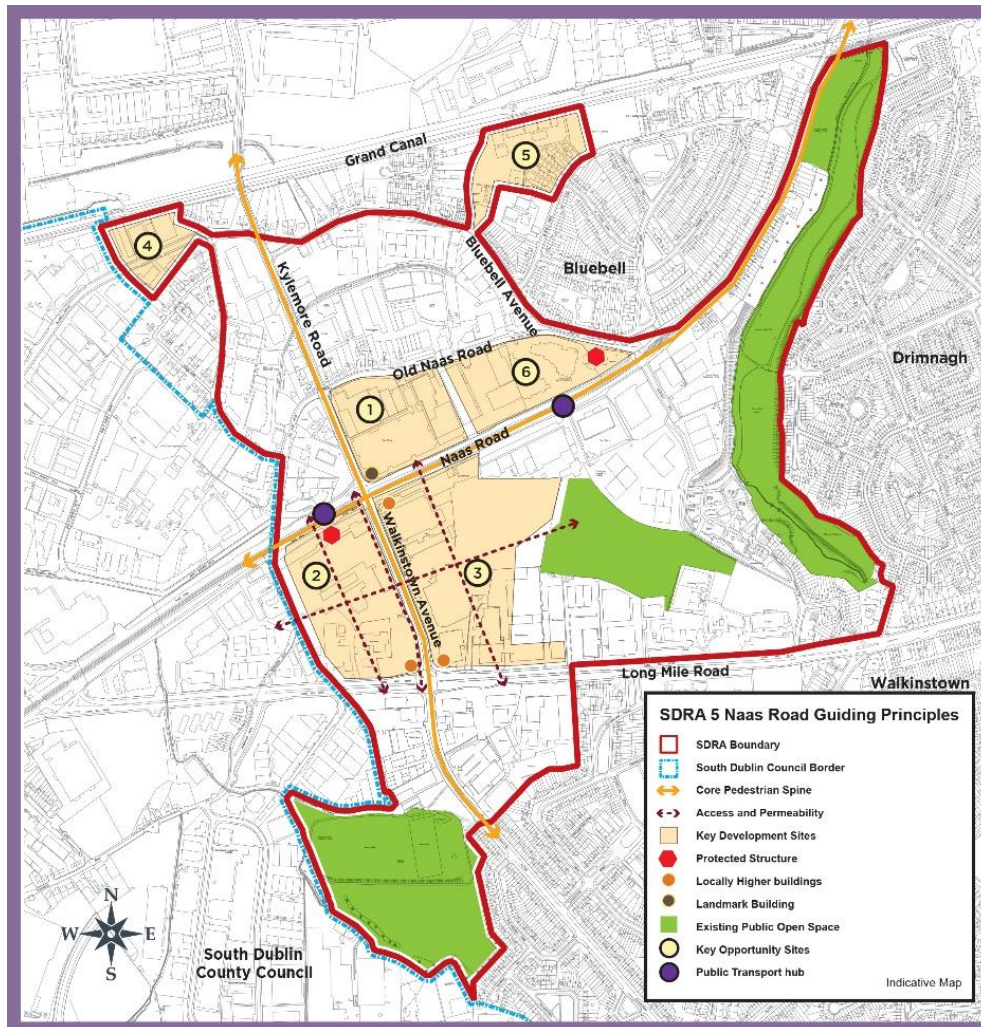 Grand Canal
5
4
Kylemore Road
Bluebell Avenue
Bluebell
Old Naas Road
Drimnagh
6
1
Naas Road
2
Walkinstown Avenue
3
Long Mile Road
Walkinstown
SDRA 5 Naas Road Guiding Principles
SDRA Boundary
South Dublin Council Border
Core Pedestrian Spine
Access and Permeability
Key Development Sites
Protected Structure
Locally Higher buildings
Landmark Building
Existing Public Open Space
Key Opportunity Sites
Public Transport hub
Indicative Map
N
W E
S
South Dublin
County Council